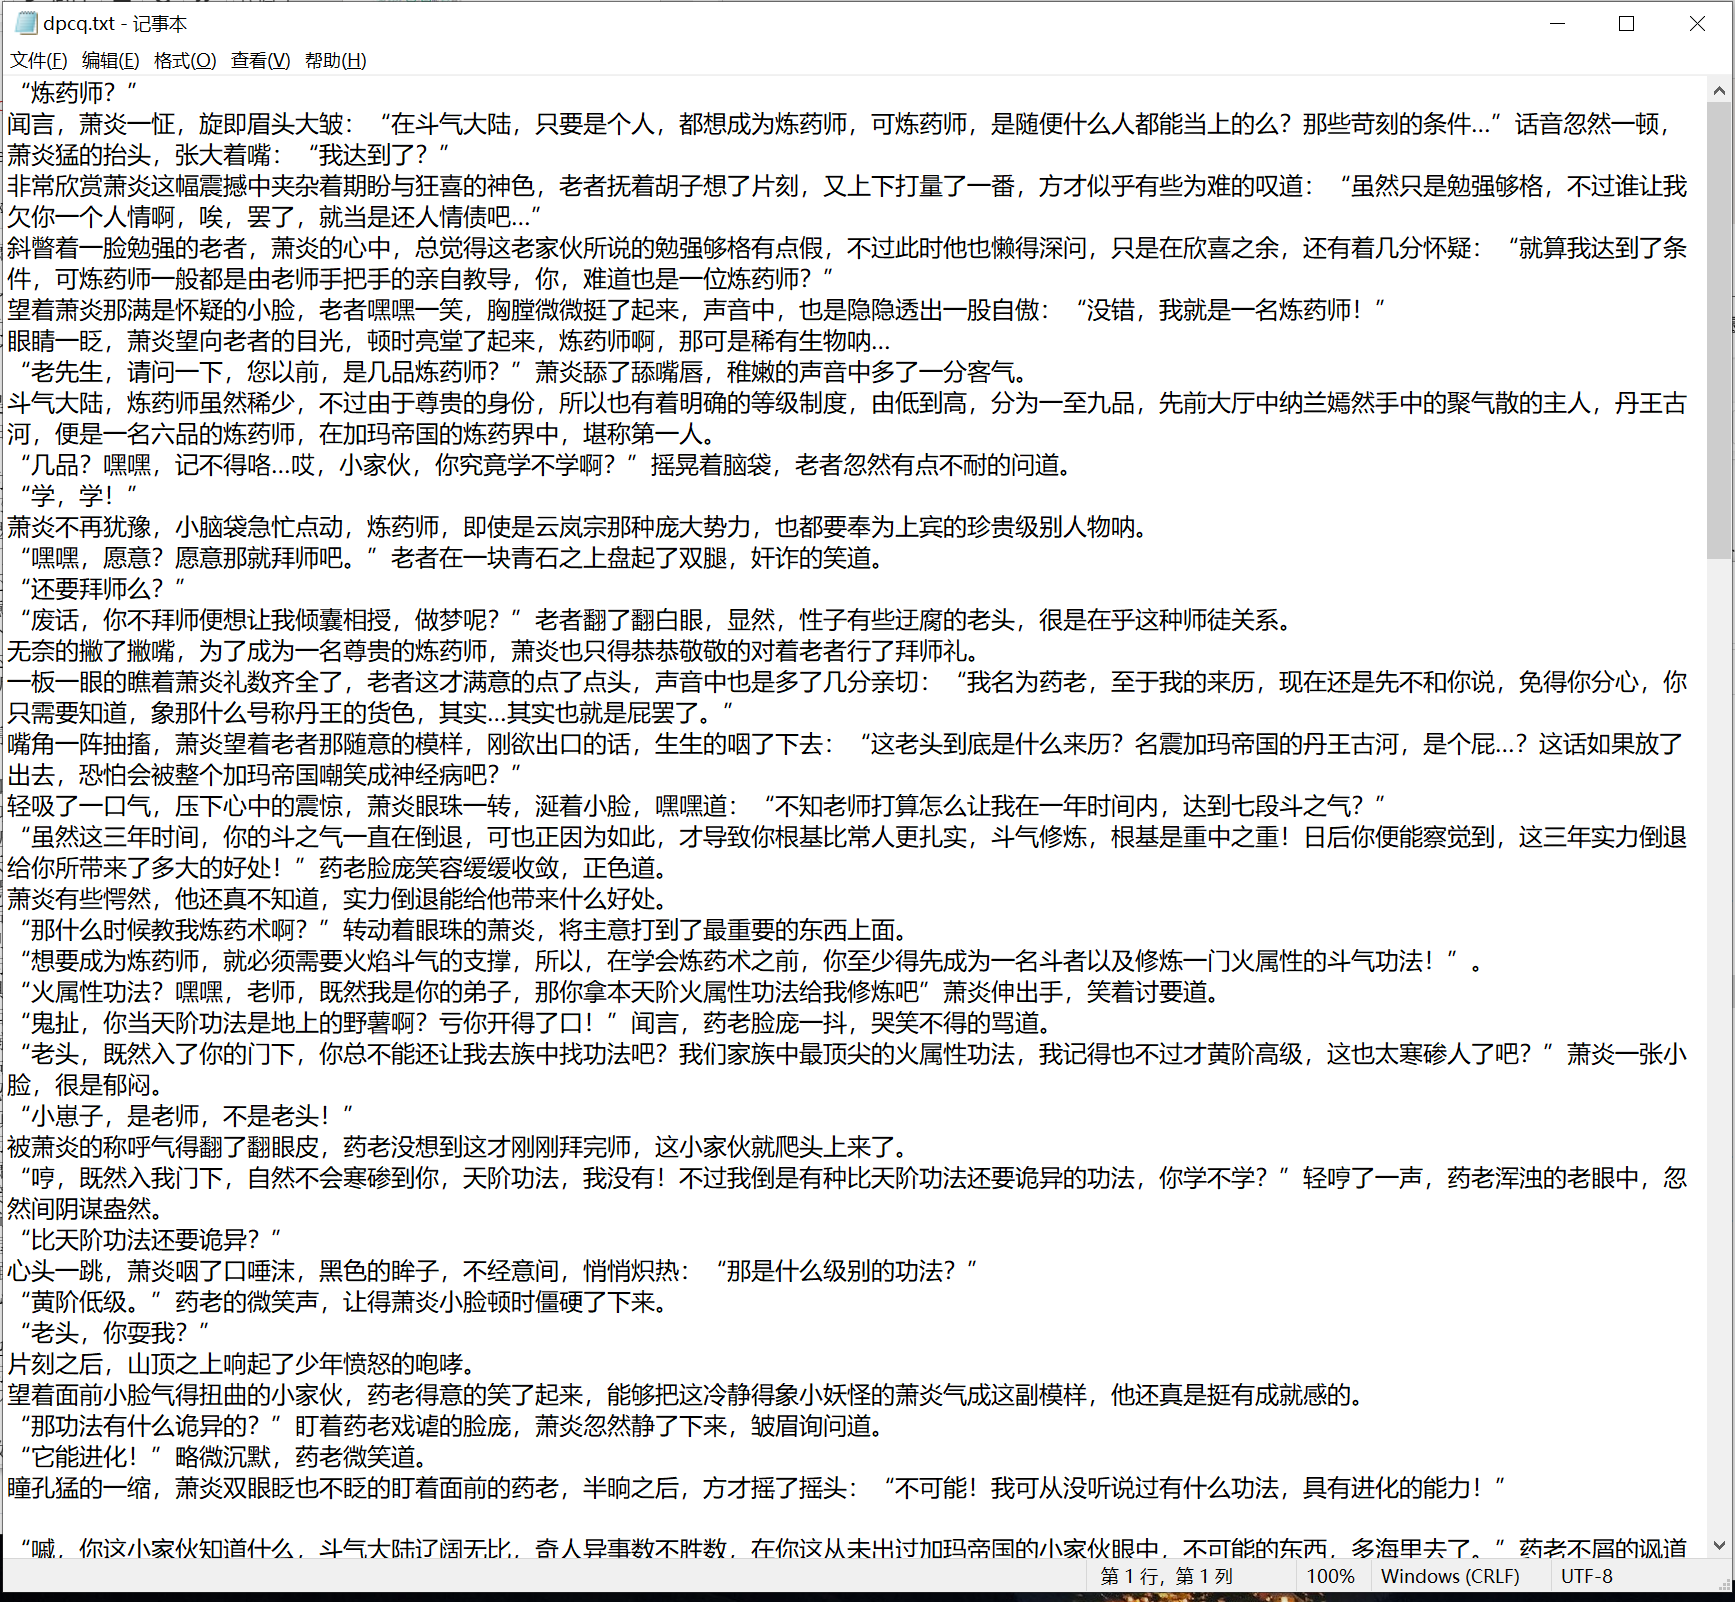 dpcq.txt - 记事本
文件(F) 编辑(E) 格式(O) 查看(V) 帮助(H)
“炼药师？”
闻言，萧炎一怔，旋即眉头大皱：“在斗气大陆，只要是个人，都想成为炼药师，可炼药师，是随便什么人都能当上的么？那些苛刻的条件…”话音忽然一顿，
萧炎猛的抬头，张大着嘴：“我达到了？”
非常欣赏萧炎这幅震撼中夹杂着期盼与狂喜的神色，老者抚着胡子想了片刻，又上下打量了一番，方才似乎有些为难的叹道：“虽然只是勉强够格，不过谁让我
欠你一个人情啊，唉，罢了，就当是还人情债吧…”
斜瞥着一脸勉强的老者，萧炎的心中，总觉得这老家伙所说的勉强够格有点假，不过此时他也懒得深问，只是在欣喜之余，还有着几分怀疑：“就算我达到了条
件，可炼药师一般都是由老师手把手的亲自教导，你，难道也是一位炼药师？”
望着萧炎那满是怀疑的小脸，老者嘿嘿一笑，胸膛微微挺了起来，声音中，也是隐隐透出一股自傲：“没错，我就是一名炼药师！”
眼睛一眨，萧炎望向老者的目光，顿时亮堂了起来，炼药师啊，那可是稀有生物呐…
“老先生，请问一下，您以前，是几品炼药师？”萧炎舔了舔嘴唇，稚嫩的声音中多了一分客气。
斗气大陆，炼药师虽然稀少，不过由于尊贵的身份，所以也有着明确的等级制度，由低到高，分为一至九品，先前大厅中纳兰嫣然手中的聚气散的主人，丹王古
河，便是一名六品的炼药师，在加玛帝国的炼药界中，堪称第一人。
“几品？嘿嘿，记不得咯…哎，小家伙，你究竟学不学啊？”摇晃着脑袋，老者忽然有点不耐的问道。
“学，学！”
萧炎不再犹豫，小脑袋急忙点动，炼药师，即使是云岚宗那种庞大势力，也都要奉为上宾的珍贵级别人物呐。
“嘿嘿，愿意？愿意那就拜师吧。”老者在一块青石之上盘起了双腿，奸诈的笑道。
“还要拜师么？”
“废话，你不拜师便想让我倾囊相授，做梦呢？”老者翻了翻白眼，显然，性子有些迂腐的老头，很是在乎这种师徒关系。
无奈的撇了撇嘴，为了成为一名尊贵的炼药师，萧炎也只得恭恭敬敬的对着老者行了拜师礼。
一板一眼的瞧着萧炎礼数齐全了，老者这才满意的点了点头，声音中也是多了几分亲切：“我名为药老，至于我的来历，现在还是先不和你说，免得你分心，你
只需要知道，象那什么号称丹王的货色，其实…其实也就是屁罢了。”
嘴角一阵抽搐，萧炎望着老者那随意的模样，刚欲出口的话，生生的咽了下去：“这老头到底是什么来历？名震加玛帝国的丹王古河，是个屁…？这话如果放了
出去，恐怕会被整个加玛帝国嘲笑成神经病吧？”
轻吸了一口气，压下心中的震惊，萧炎眼珠一转，涎着小脸，嘿嘿道：“不知老师打算怎么让我在一年时间内，达到七段斗之气？”
“虽然这三年时间，你的斗之气一直在倒退，可也正因为如此，才导致你根基比常人更扎实，斗气修炼，根基是重中之重！日后你便能察觉到，这三年实力倒退
给你所带来了多大的好处！”药老脸庞笑容缓缓收敛，正色道。
萧炎有些愕然，他还真不知道，实力倒退能给他带来什么好处。
“那什么时候教我炼药术啊？”转动着眼珠的萧炎，将主意打到了最重要的东西上面。
“想要成为炼药师，就必须需要火焰斗气的支撑，所以，在学会炼药术之前，你至少得先成为一名斗者以及修炼一门火属性的斗气功法！”。
“火属性功法？嘿嘿，老师，既然我是你的弟子，那你拿本天阶火属性功法给我修炼吧”萧炎伸出手，笑着讨要道。
“鬼扯，你当天阶功法是地上的野薯啊？亏你开得了口！”闻言，药老脸庞一抖，哭笑不得的骂道。
“老头，既然入了你的门下，你总不能还让我去族中找功法吧？我们家族中最顶尖的火属性功法，我记得也不过才黄阶高级，这也太寒碜人了吧？”萧炎一张小
脸，很是郁闷。
“小崽子，是老师，不是老头！”
被萧炎的称呼气得翻了翻眼皮，药老没想到这才刚刚拜完师，这小家伙就爬头上来了。
“哼，既然入我门下，自然不会寒碜到你，天阶功法，我没有！不过我倒是有种比天阶功法还要诡异的功法，你学不学？”轻哼了一声，药老浑浊的老眼中，忽
然间阴谋盎然。
“比天阶功法还要诡异？”
心头一跳，萧炎咽了口唾沫，黑色的眸子，不经意间，悄悄炽热：“那是什么级别的功法？”
“黄阶低级。”药老的微笑声，让得萧炎小脸顿时僵硬了下来。
“老头，你耍我？”
片刻之后，山顶之上响起了少年愤怒的咆哮。
望着面前小脸气得扭曲的小家伙，药老得意的笑了起来，能够把这冷静得象小妖怪的萧炎气成这副模样，他还真是挺有成就感的。
“那功法有什么诡异的？”盯着药老戏谑的脸庞，萧炎忽然静了下来，皱眉询问道。
“它能进化！”略微沉默，药老微笑道。
瞳孔猛的一缩，萧炎双眼眨也不眨的盯着面前的药老，半晌之后，方才摇了摇头：“不可能！我可从没听说过有什么功法，具有进化的能力！”
“嘁，你这小家伙知道什么，斗气大陆辽阔无比，奇人异事数不胜数，在你这从未出过加玛帝国的小家伙眼中，不可能的东西，多海里去了。”药老不屑的讽道
第 1 行，第 1 列 100% Windows (CRLF) UTF-8